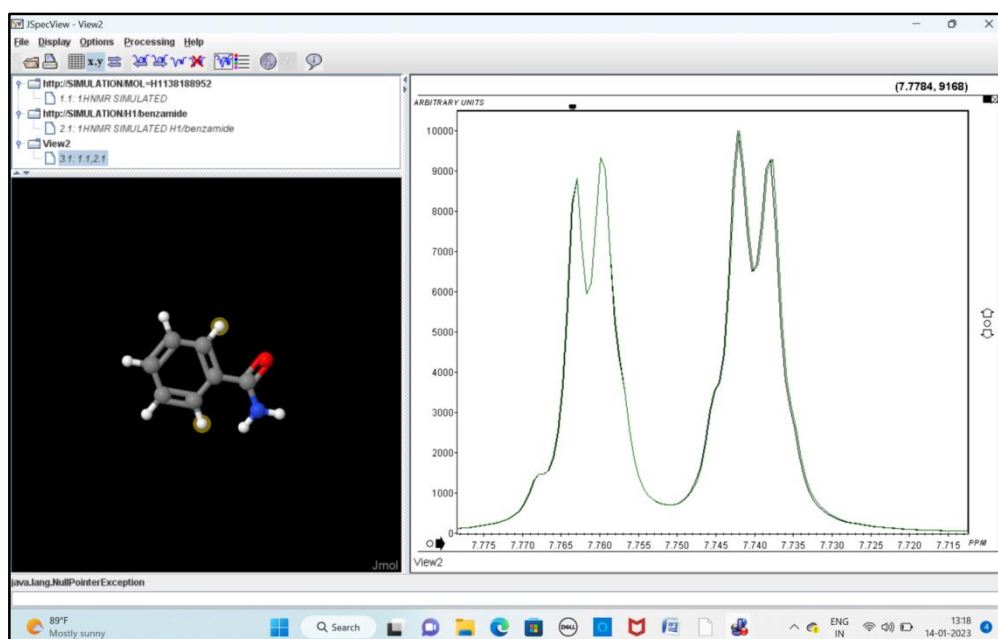 JSpecView - View2
File Display Options Processing Help
x,y
http://SIMULATION/MOL=H1138188952
1.1: 1HNMR SIMULATED
http://SIMULATION/H1/benzamide
2.1: 1HNMR SIMULATED H1/benzamide
View2
3.1: 1.1,2.1
Jmol
(7.7784, 9168)
ARBITRARY UNITS
10000
9000
8000
7000
6000
5000
4000
3000
2000
1000
0
7.775 7.770 7.765 7.760 7.755 7.750 7.745 7.740 7.735 7.730 7.725 7.720 7.715 PPM
View2
java.lang.NullPointerException
89°F
Mostly sunny
Search
DELL
ENG
IN
13:18
14-01-2023
4